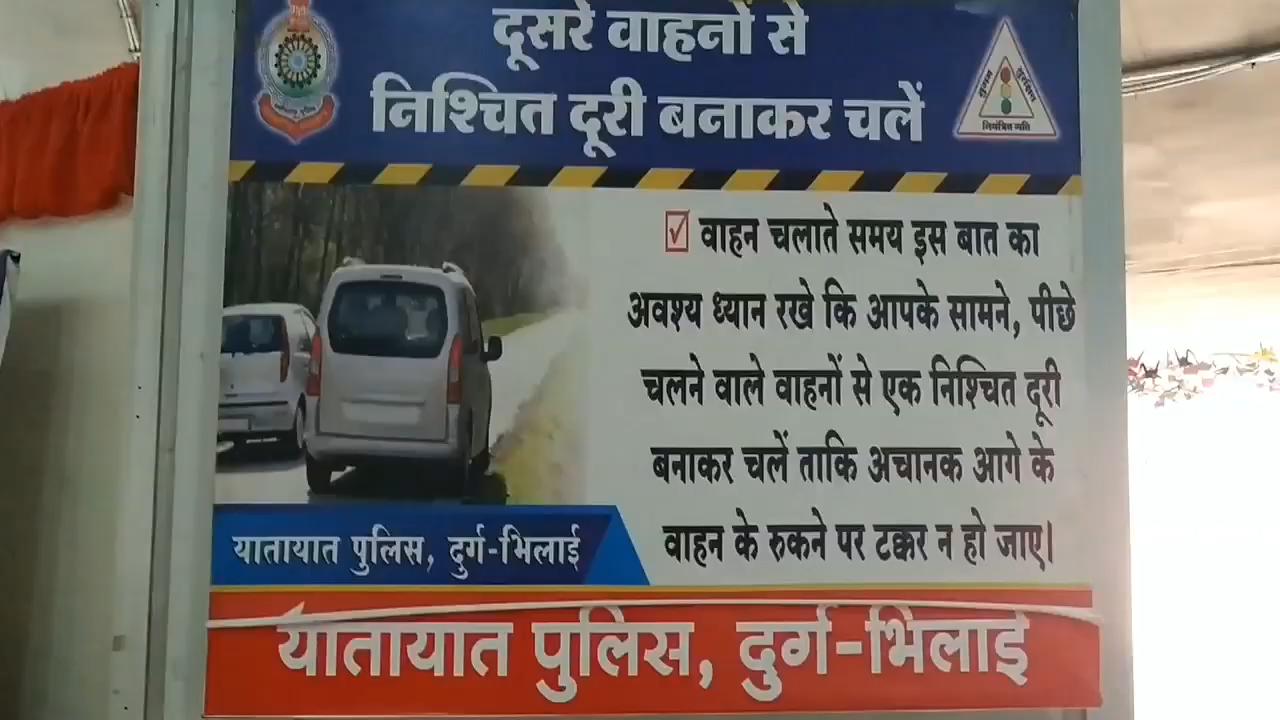 दूसरे वाहनों से
निश्चित दूरी बनाकर चलें
नियंत्रित गति
वाहन चलाते समय इस बात का
अवश्य ध्यान रखे कि आपके सामने, पीछे
चलने वाले वाहनों से एक निश्चित दूरी
बनाकर चलें ताकि अचानक आगे के
वाहन के रुकने पर टक्कर न हो जाए।
यातायात पुलिस, दुर्ग-भिलाई
यातायात पुलिस, दुर्ग-भिलाई